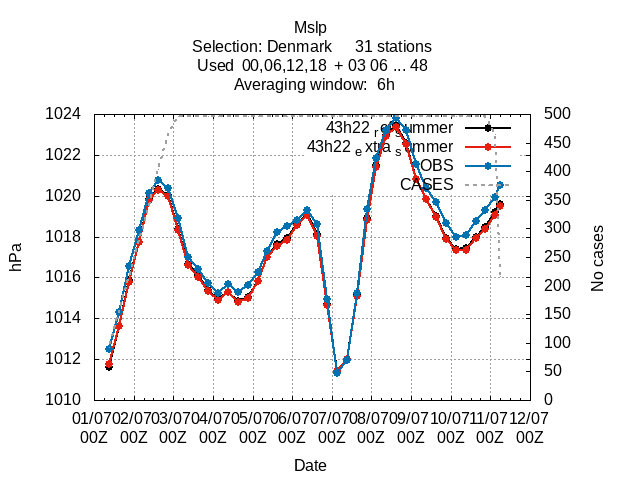 Mslp
Selection: Denmark 31 stations
Used 00,06,12,18 + 03 06 ... 48
Averaging window: 6h
1024
1022
1020
1018
1016
1014
1012
1010
hPa
500
450
400
350
300
250
200
150
100
50
0
No cases
43h22_ref_summer
43h22_extra_summer
OBS
CASES
01/07 02/07 03/07 04/07 05/07 06/07 07/07 08/07 09/07 10/07 11/07 12/07
00Z 00Z 00Z 00Z 00Z 00Z 00Z 00Z 00Z 00Z 00Z 00Z
Date